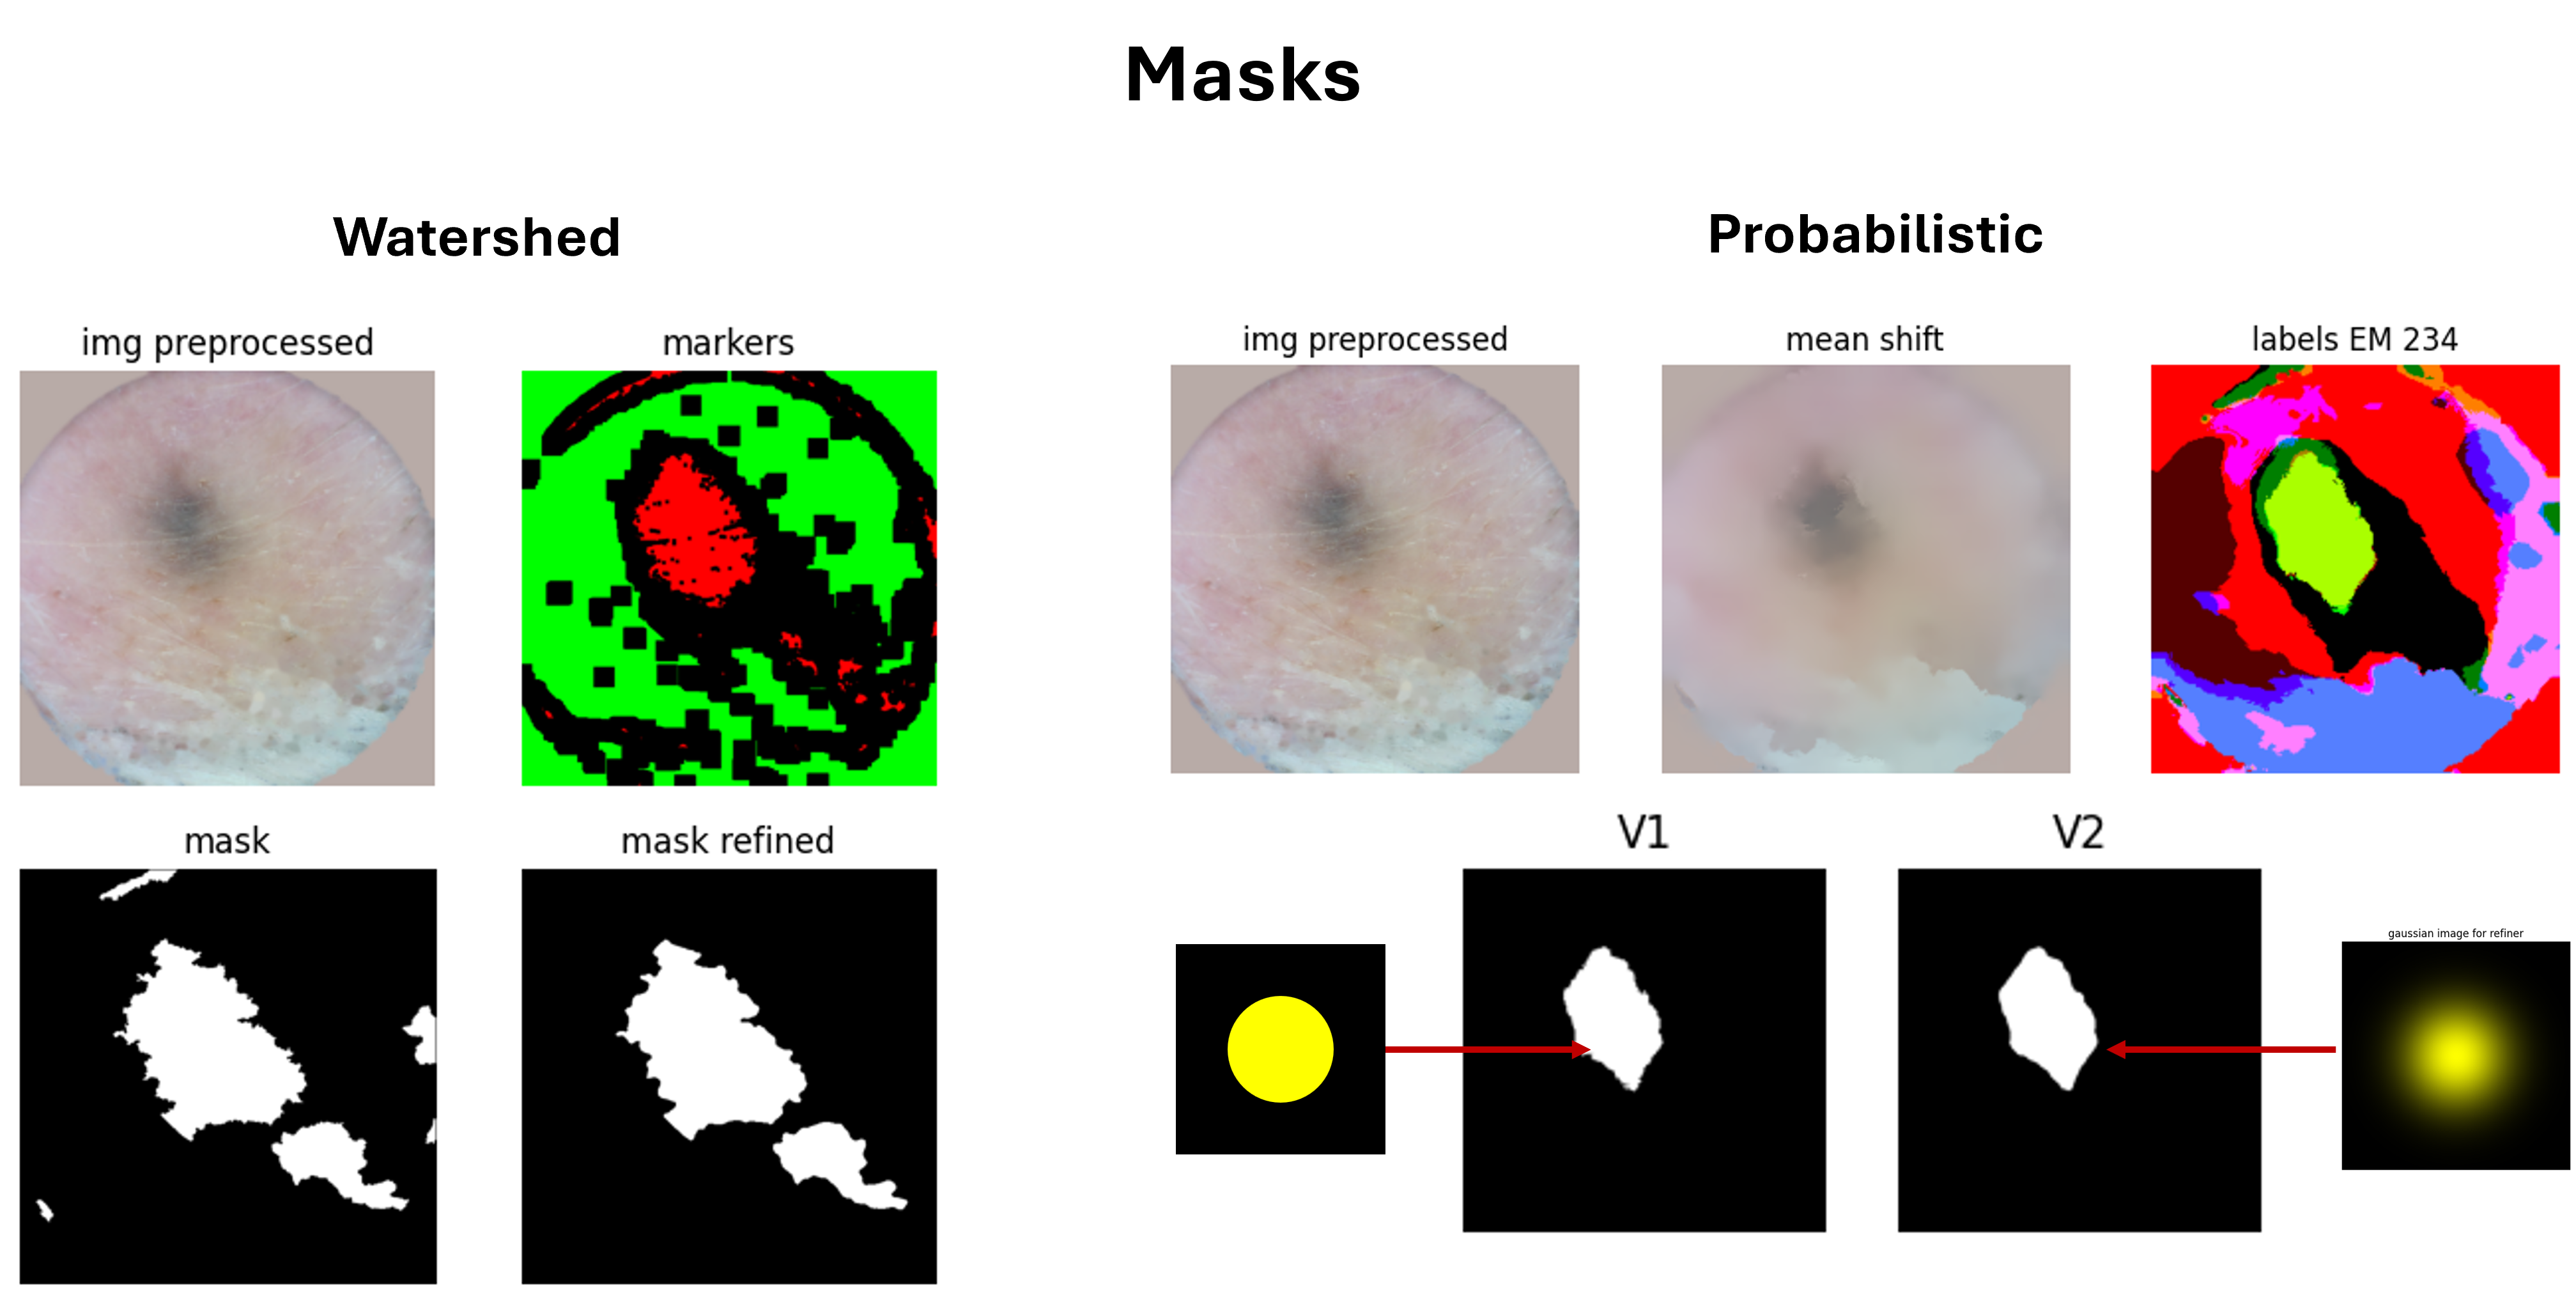 Masks
Watershed
Probabilistic
img preprocessed
markers
img preprocessed
mean shift
labels EM 234
mask
mask refined
V1
V2
gaussian image for refiner